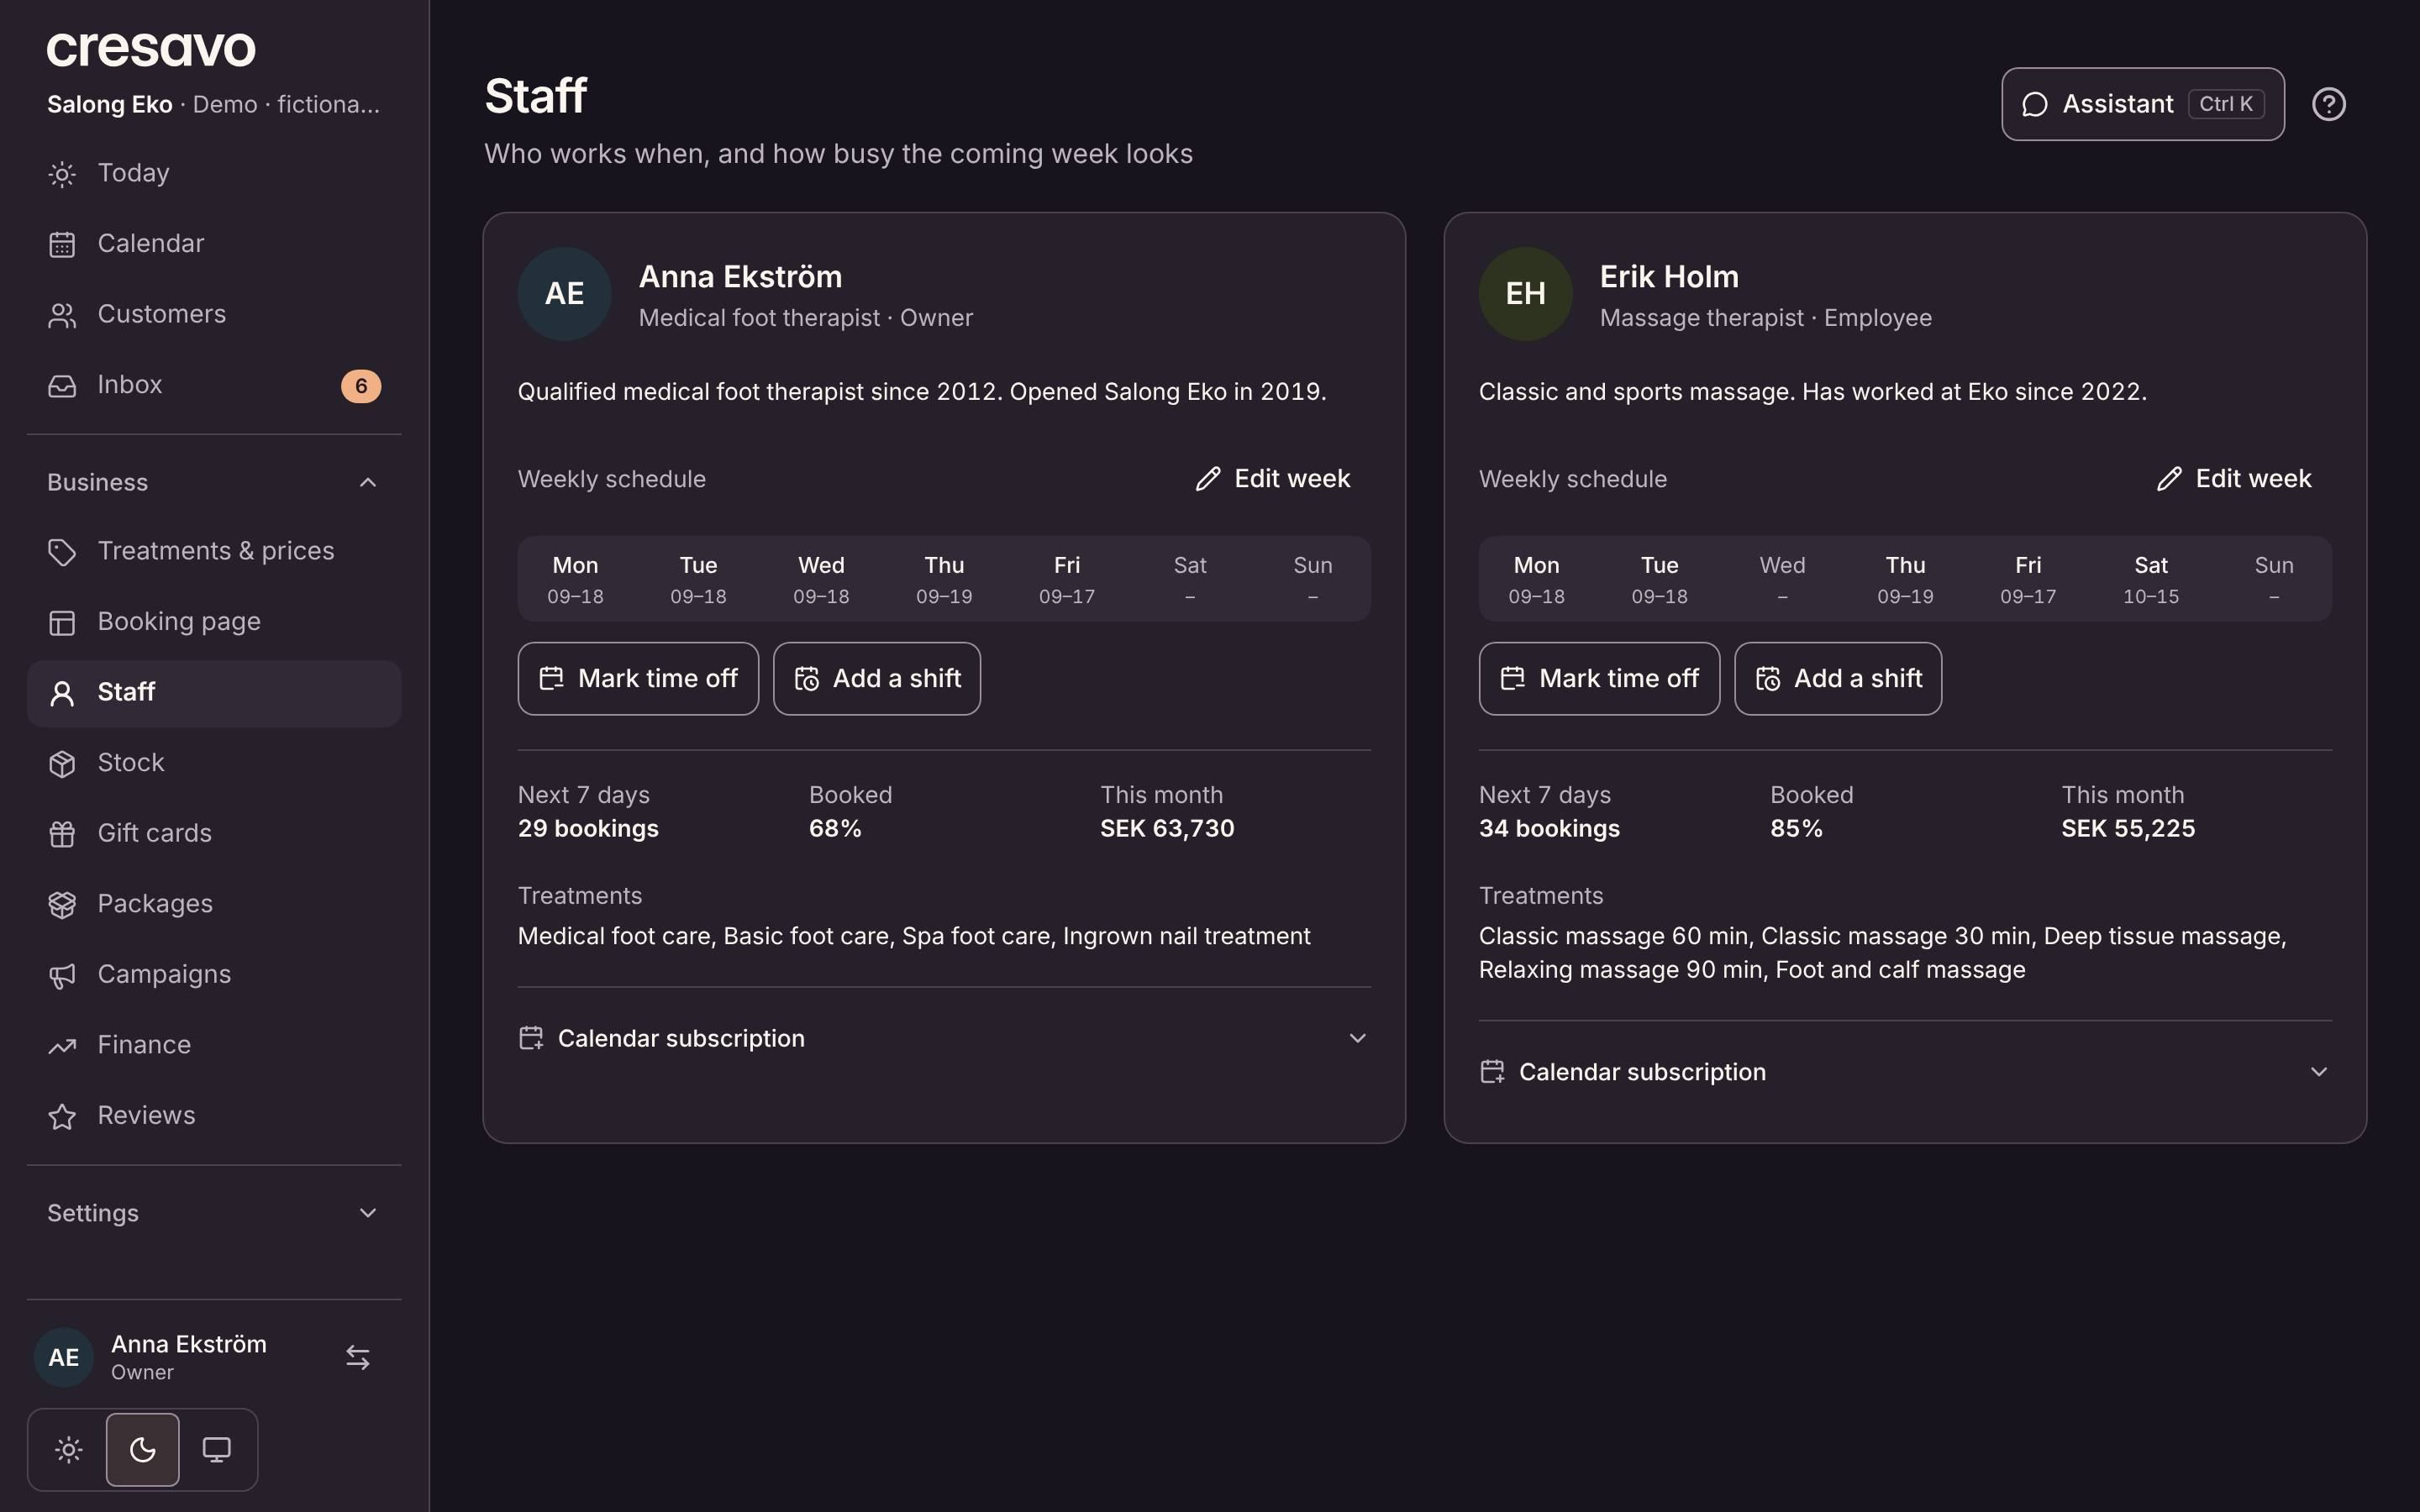 cresavo
Salong Eko · Demo · fictiona...
Today
Calendar
Customers
Inbox 6
Business
Treatments & prices
Booking page
Staff
Stock
Gift cards
Packages
Campaigns
Finance
Reviews
Settings
AE Anna Ekström
Owner
Staff
Who works when, and how busy the coming week looks
Assistant Ctrl K
AE
Anna Ekström
Medical foot therapist · Owner
Qualified medical foot therapist since 2012. Opened Salong Eko in 2019.
Weekly schedule Edit week
Mon Tue Wed Thu Fri Sat Sun
09–18 09–18 09–18 09–19 09–17 – –
Mark time off Add a shift
Next 7 days Booked This month
29 bookings 68% SEK 63,730
Treatments
Medical foot care, Basic foot care, Spa foot care, Ingrown nail treatment
Calendar subscription
EH
Erik Holm
Massage therapist · Employee
Classic and sports massage. Has worked at Eko since 2022.
Weekly schedule Edit week
Mon Tue Wed Thu Fri Sat Sun
09–18 09–18 – 09–19 09–17 10–15 –
Mark time off Add a shift
Next 7 days Booked This month
34 bookings 85% SEK 55,225
Treatments
Classic massage 60 min, Classic massage 30 min, Deep tissue massage,
Relaxing massage 90 min, Foot and calf massage
Calendar subscription